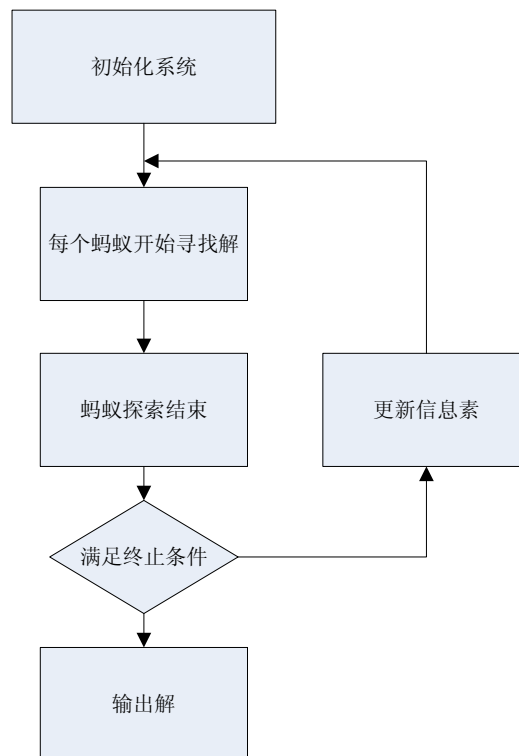 初始化系统
每个蚂蚁开始寻找解
蚂蚁探索结束
更新信息素
满足终止条件
输出解